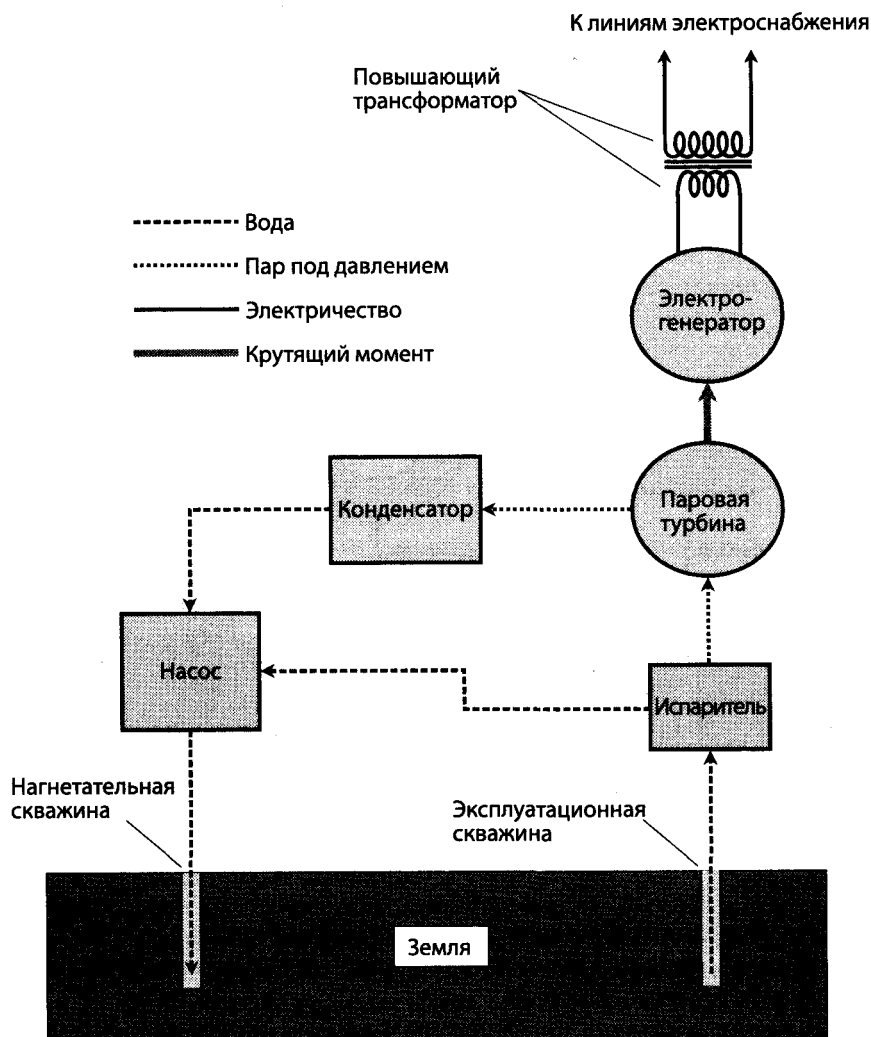 К линиям электроснабжения
Повышающий
трансформатор
Вода
Пар под давлением
Электричество
Крутящий момент
Электро-
генератор
Конденсатор
Паровая
турбина
Насос
Испаритель
Нагнетательная
скважина
Эксплуатационная
скважина
Земля